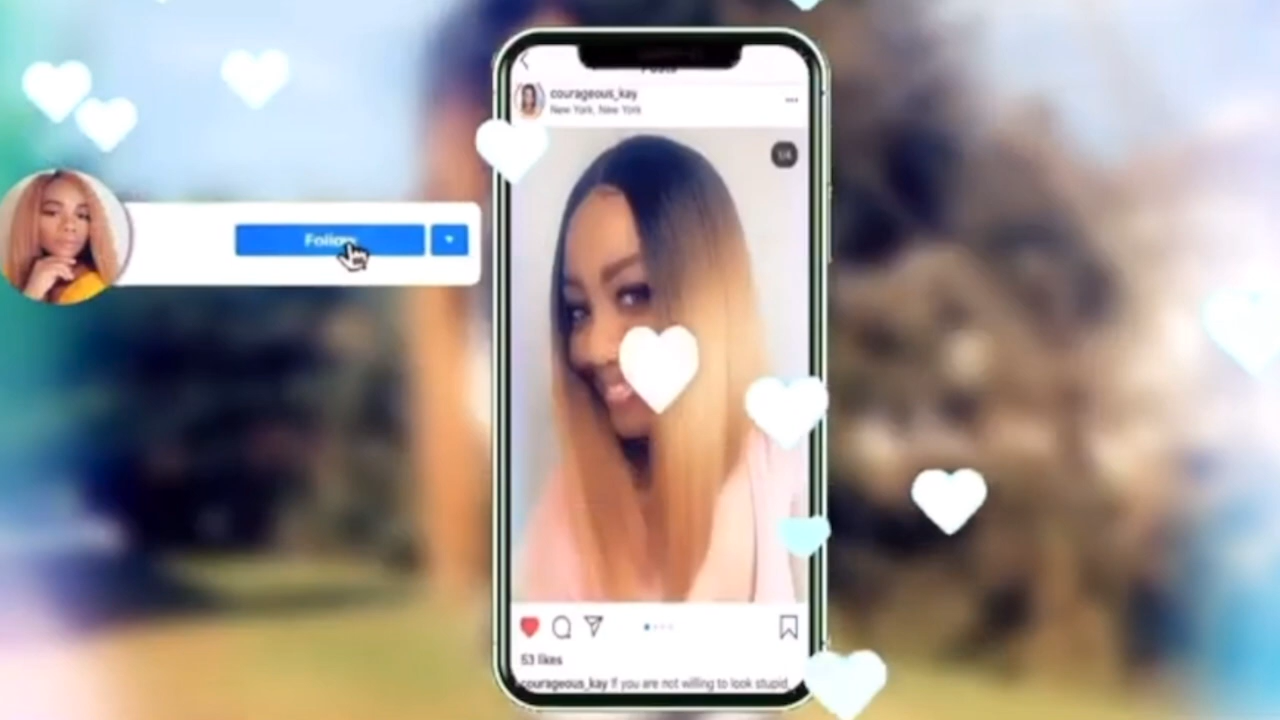 Posts
courageous_kay
New York, New York
1/4
Follow
53 likes
courageous_kay If you are not willing to look stupid,